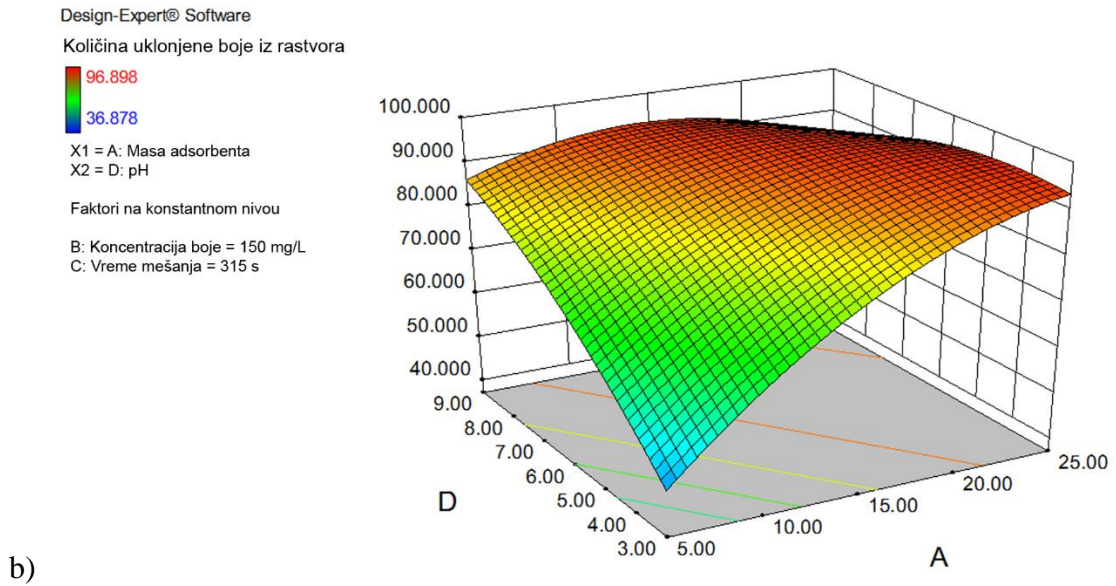 Design-Expert® Software
Količina uklonjene boje iz rastvora
96.898
36.878
X1 = A: Masa adsorbenta
X2 = D: pH
Faktori na konstantnom nivou
B: Koncentracija boje = 150 mg/L
C: Vreme mešanja = 315 s
100.000
90.000
80.000
70.000
60.000
50.000
40.000
9.00
8.00
7.00
6.00
5.00
4.00
3.00
D
5.00
10.00
15.00
20.00
25.00
A
b)